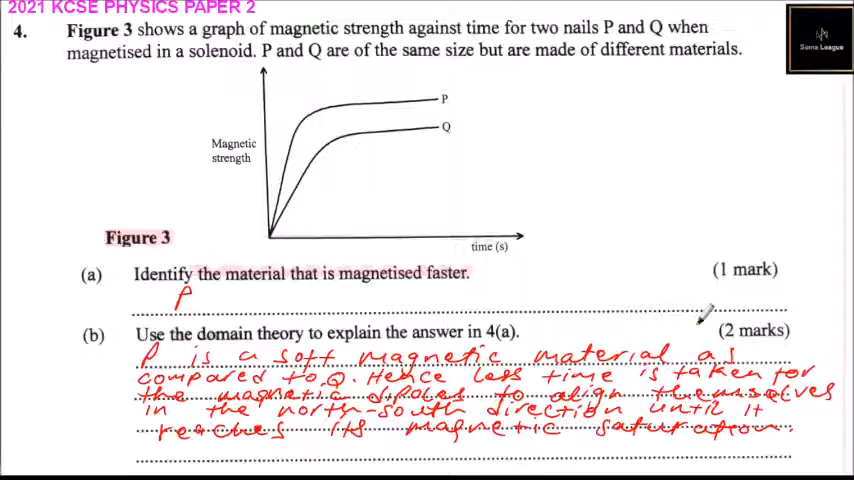 2021 KCSE PHYSICS PAPER 2
4. Figure 3 shows a graph of magnetic strength against time for two nails P and Q when
magnetised in a solenoid. P and Q are of the same size but are made of different materials.
Soma League
P
Q
Magnetic
strength
Figure 3
time (s)
(a) Identify the material that is magnetised faster. (1 mark)
P
(b) Use the domain theory to explain the answer in 4(a). (2 marks)
P is a soft magnetic material as
compared to Q. Hence less time is taken for
the magnetic dipoles to align themselves
in the north-south direction until it
reaches its magnetic saturation.